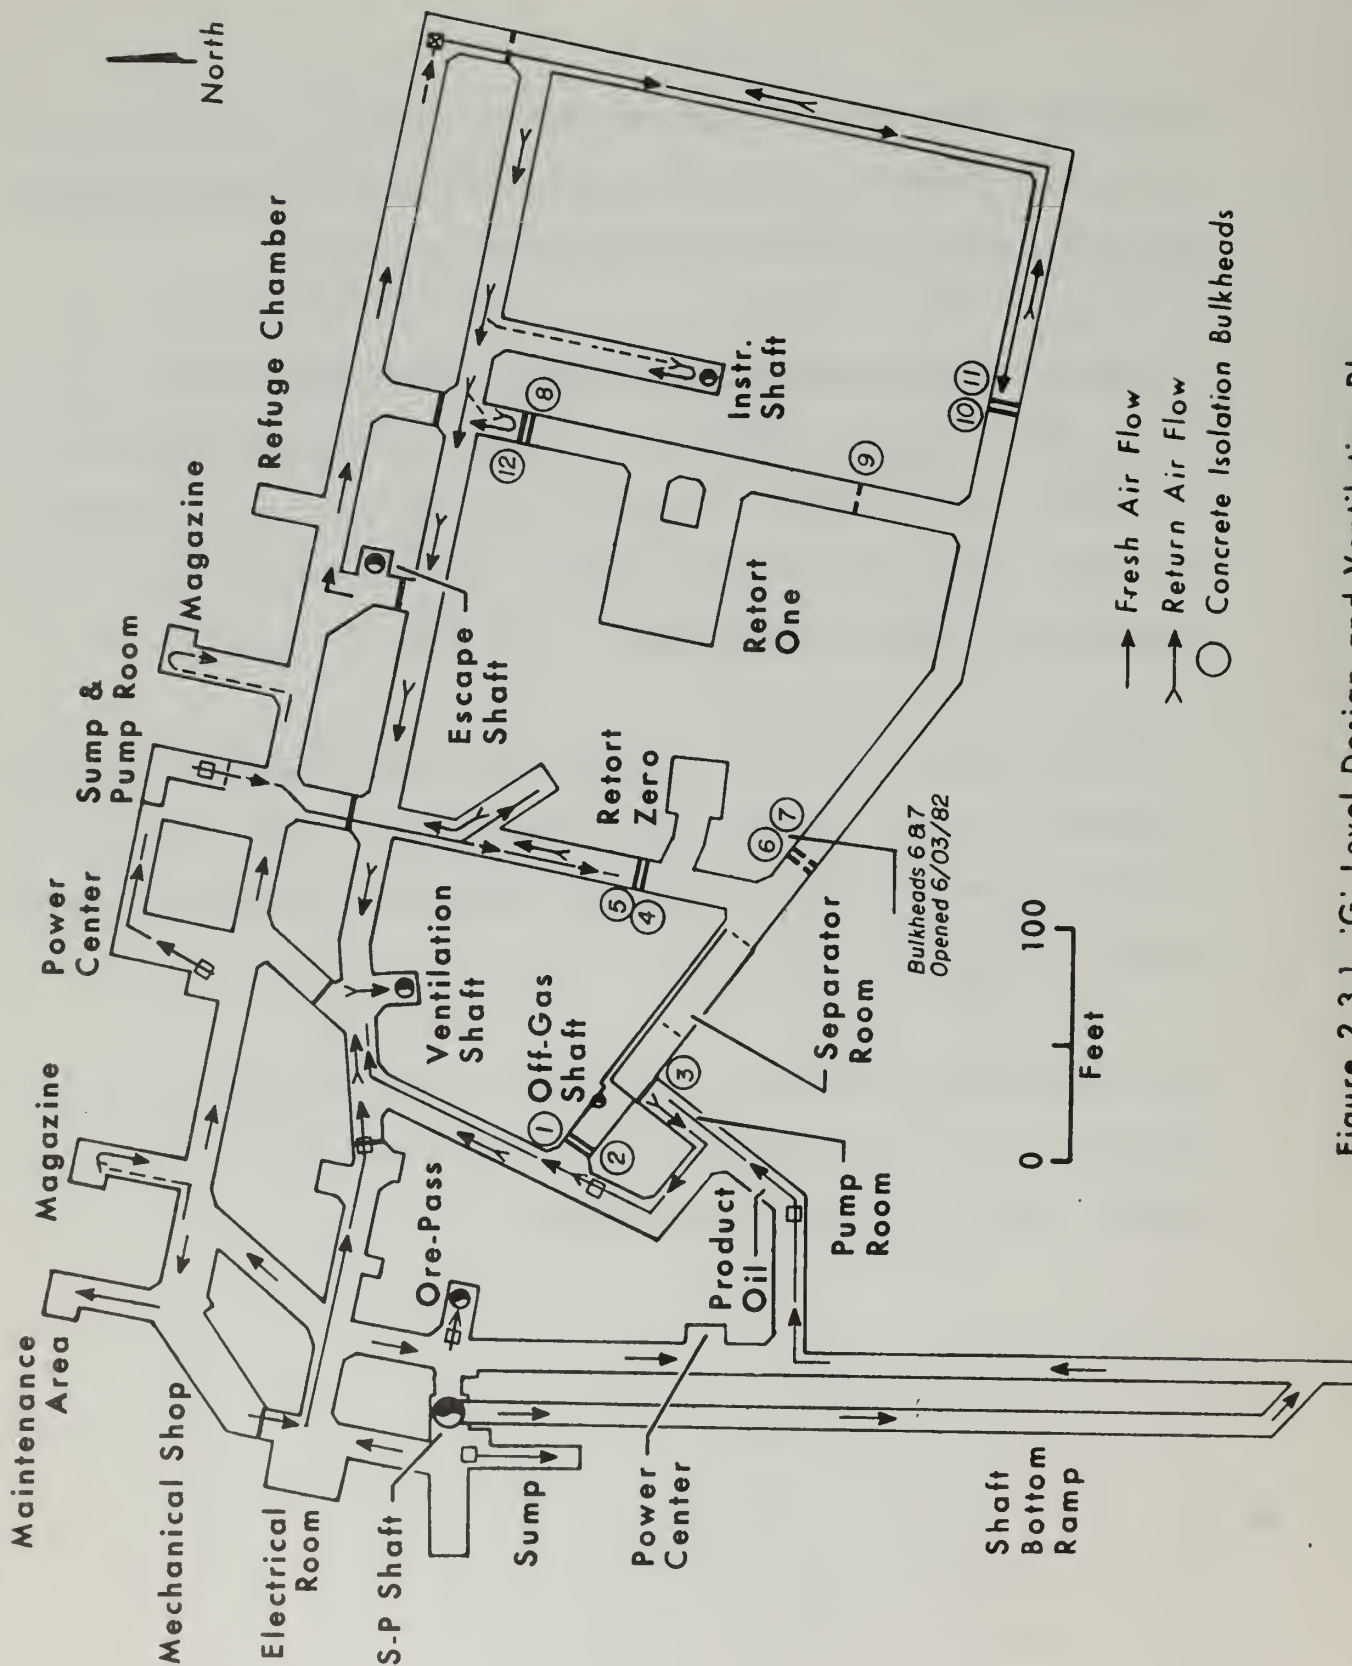 North
Maintenance
Area
Mechanical Shop
Electrical
Room
S-P Shaft
Sump
Power
Center
Shaft
Bottom
Ramp
Magazine
Ore-Pass
Product
Oil
Pump
Room
Power
Center
Ventilation
Shaft
Off-Gas
Shaft
Separator
Room
Sump &
Pump Room
Magazine
Refuge Chamber
Escape
Shaft
Retort
Zero
Retort
One
Instr.
Shaft
1
2
3
5
4
6
7
8
12
9
10
11
Bulkheads 6&7
Opened 6/03/82
0
100
Feet
Fresh Air Flow
Return Air Flow
Concrete Isolation Bulkheads
Figure 2.3.1 'G' Level Design and